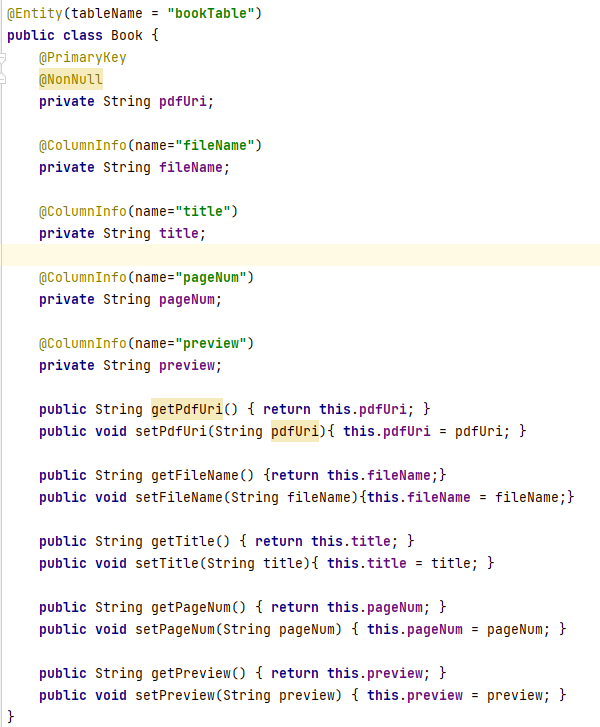 @Entity(tableName = "bookTable")
public class Book {
    @PrimaryKey
    @NonNull
    private String pdfUri;

    @ColumnInfo(name="fileName")
    private String fileName;

    @ColumnInfo(name="title")
    private String title;

    @ColumnInfo(name="pageNum")
    private String pageNum;

    @ColumnInfo(name="preview")
    private String preview;

    public String getPdfUri() { return this.pdfUri; }
    public void setPdfUri(String pdfUri){ this.pdfUri = pdfUri; }

    public String getFileName() {return this.fileName;}
    public void setFileName(String fileName){this.fileName = fileName;}

    public String getTitle() { return this.title; }
    public void setTitle(String title){ this.title = title; }

    public String getPageNum() { return this.pageNum; }
    public void setPageNum(String pageNum) { this.pageNum = pageNum; }

    public String getPreview() { return this.preview; }
    public void setPreview(String preview) { this.preview = preview; }
}